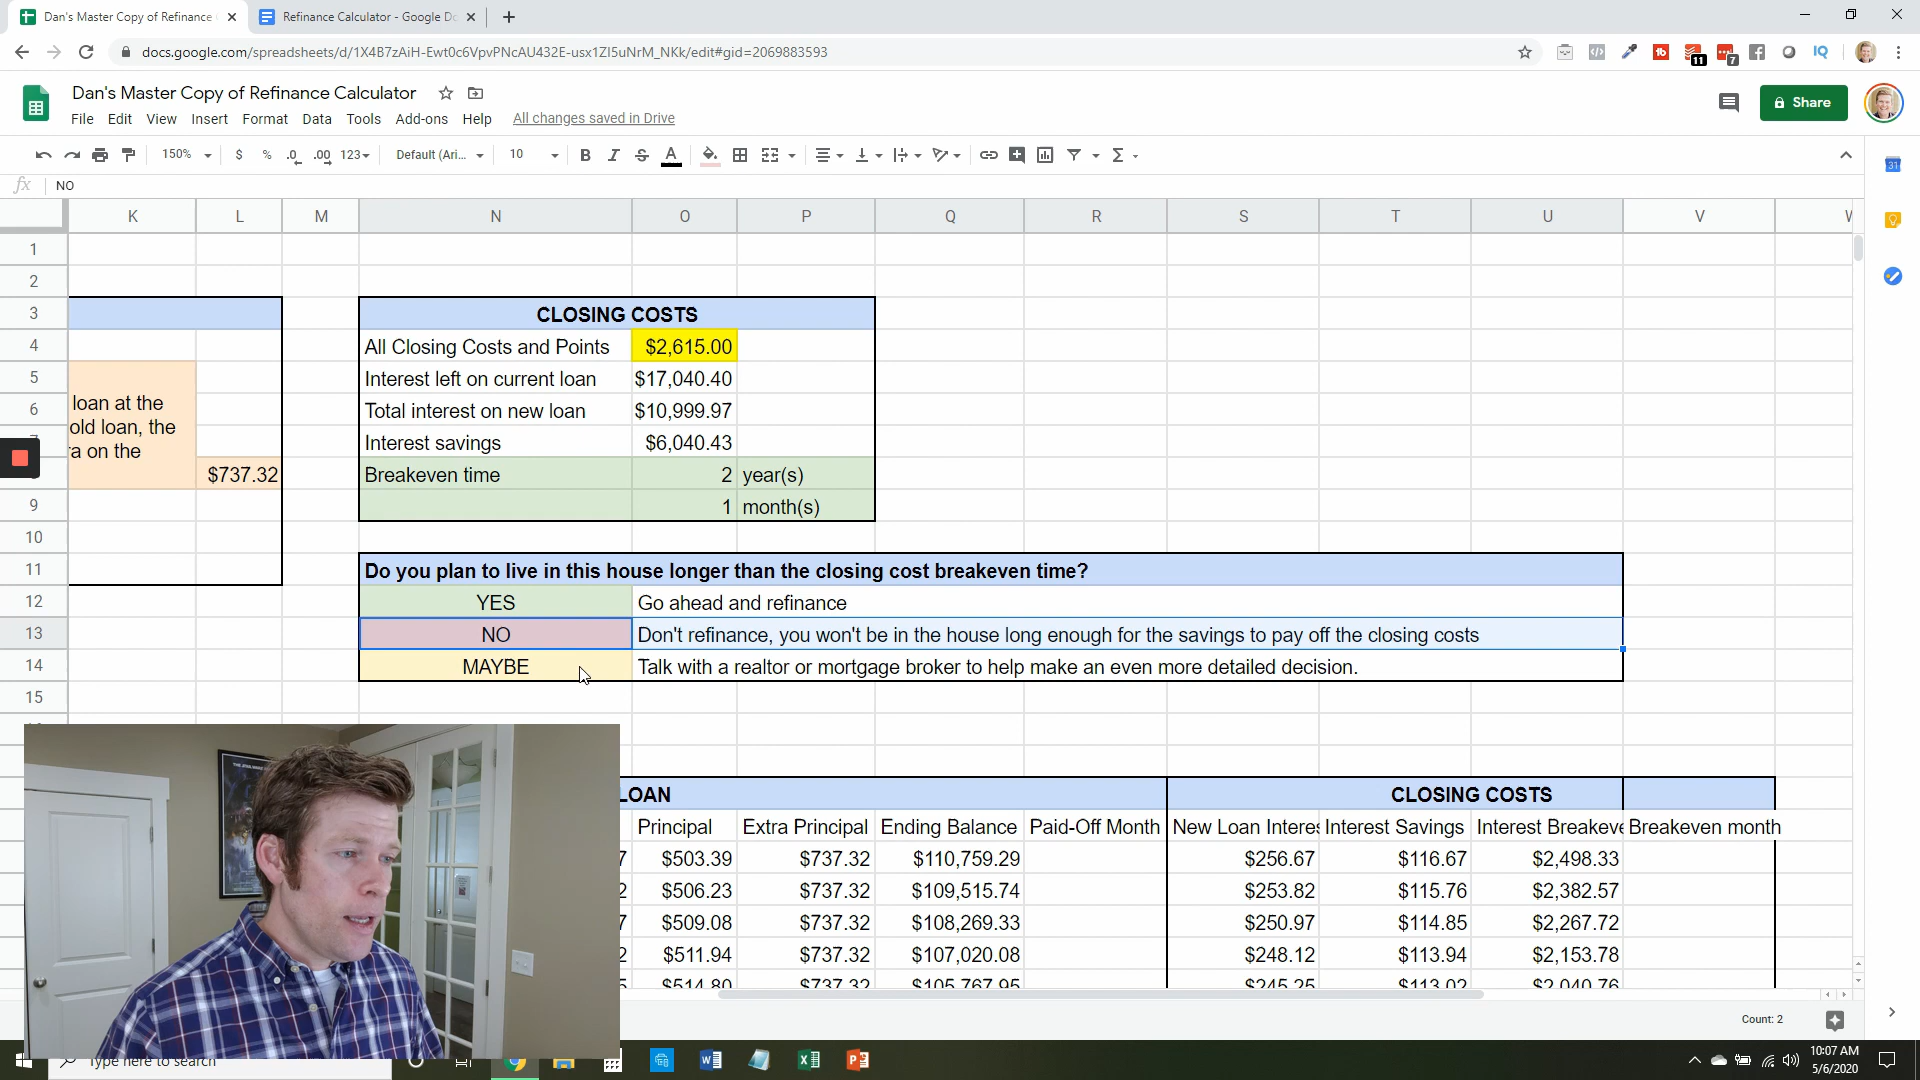 Dan's Master Copy of Refinance
Refinance Calculator - Google Do
docs.google.com/spreadsheets/d/1X4B7zAiH-Ewt0c6VpvPNcAU432E-usx1ZI5uNrM_NKk/edit#gid=2069883593
11
7
IQ
Dan's Master Copy of Refinance Calculator
Share
File Edit View Insert Format Data Tools Add-ons Help All changes saved in Drive
150% $ % .0 .00 123 Default (Ari... 10 B I S A
31
fx NO
K L M N O P Q R S T U V W
1
2
3 CLOSING COSTS
4 All Closing Costs and Points $2,615.00
5 Interest left on current loan $17,040.40
loan at the
6 Total interest on new loan $10,999.97
old loan, the
Interest savings $6,040.43
on the
$737.32 Breakeven time 2 year(s)
9 1 month(s)
10
11 Do you plan to live in this house longer than the closing cost breakeven time?
12 YES Go ahead and refinance
13 NO Don't refinance, you won't be in the house long enough for the savings to pay off the closing costs
14 MAYBE Talk with a realtor or mortgage broker to help make an even more detailed decision.
15
LOAN CLOSING COSTS
Principal Extra Principal Ending Balance Paid-Off Month New Loan Interes Interest Savings Interest Breakeve Breakeven month
7 $503.39 $737.32 $110,759.29 $256.67 $116.67 $2,498.33
2 $506.23 $737.32 $109,515.74 $253.82 $115.76 $2,382.57
7 $509.08 $737.32 $108,269.33 $250.97 $114.85 $2,267.72
2 $511.94 $737.32 $107,020.08 $248.12 $113.94 $2,153.78
5 $514.80 $737.32 $105,767.95 $245.25 $113.02 $2,040.76
Count: 2
Type here to search
10:07 AM
5/6/2020